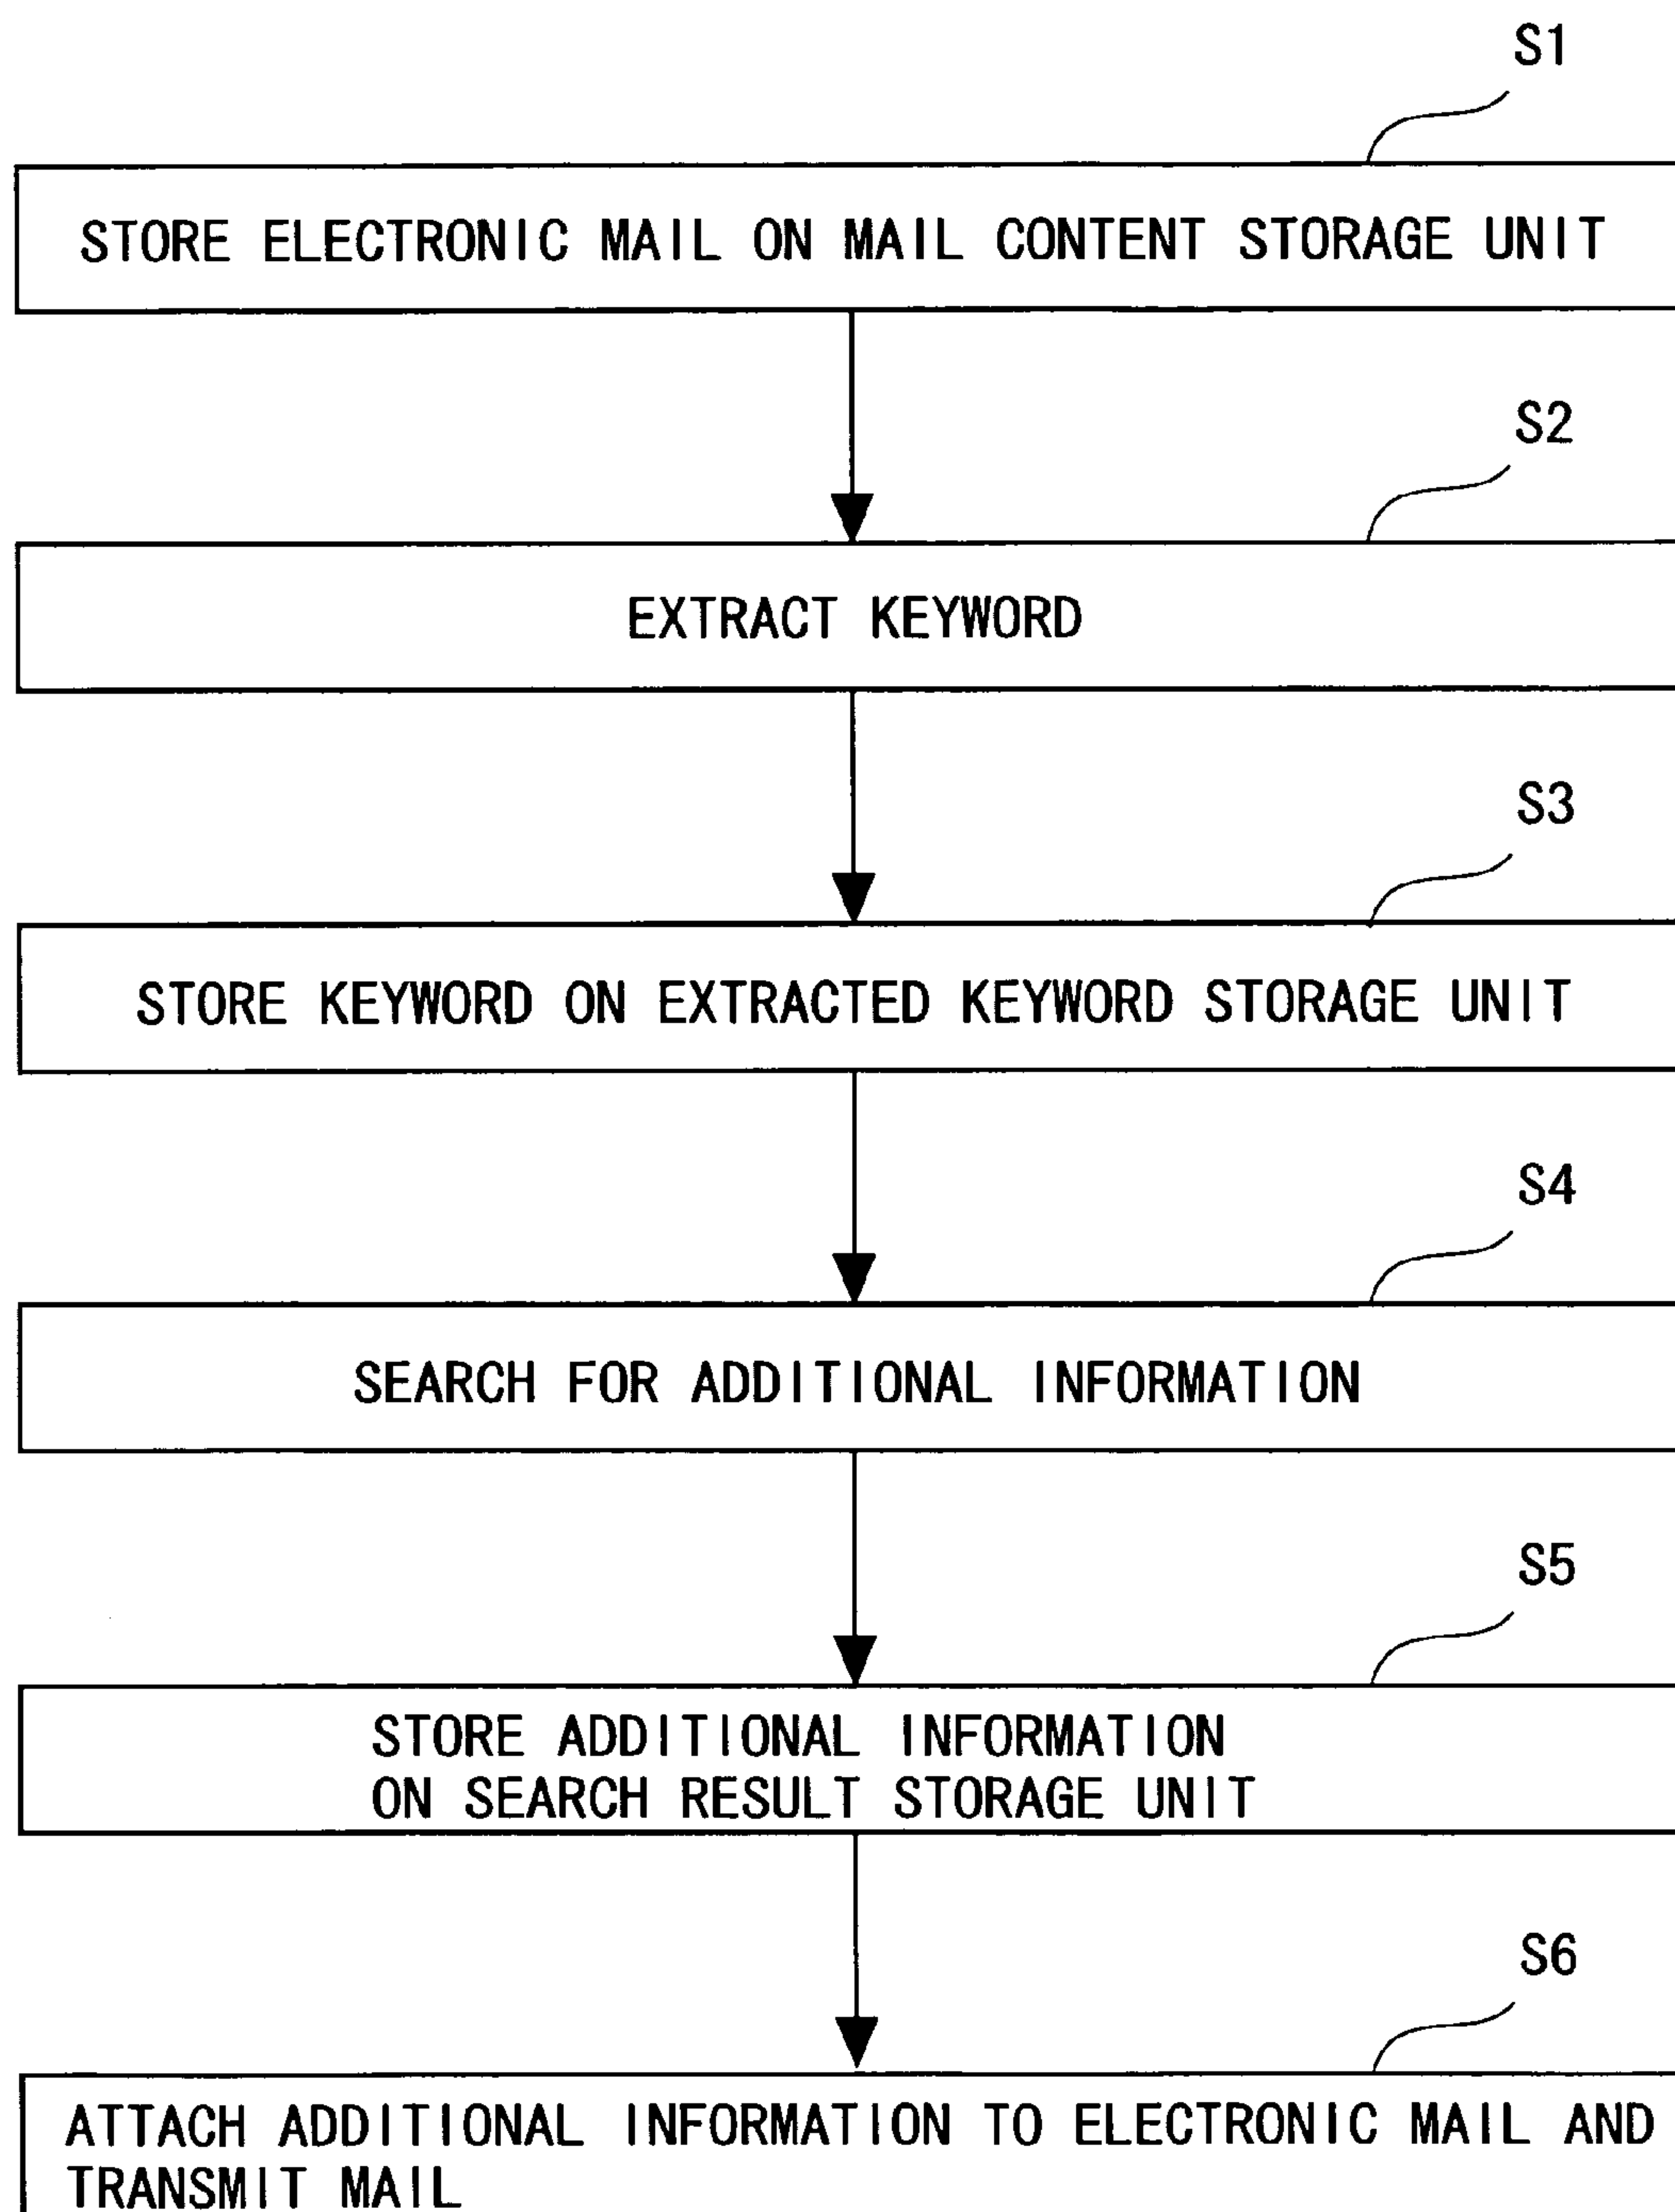 S1
STORE ELECTRONIC MAIL ON MAIL CONTENT STORAGE UNIT
S2
EXTRACT KEYWORD
S3
STORE KEYWORD ON EXTRACTED KEYWORD STORAGE UNIT
S4
SEARCH FOR ADDITIONAL INFORMATION
S5
STORE ADDITIONAL INFORMATION
ON SEARCH RESULT STORAGE UNIT
S6
ATTACH ADDITIONAL INFORMATION TO ELECTRONIC MAIL AND
TRANSMIT MAIL